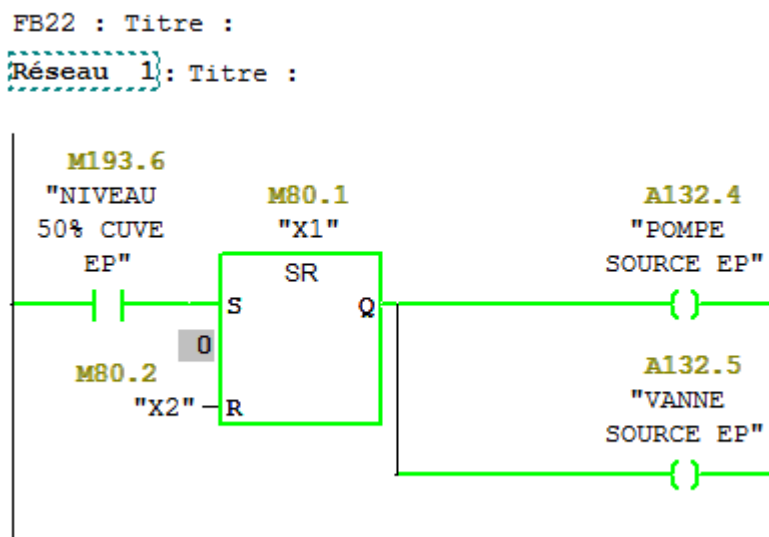 FB22 : Titre :
Réseau 1: Titre :
M193.6
"NIVEAU
50% CUVE
EP"
M80.1
"X1"
SR
S
Q
0
M80.2
"X2"
R
A132.4
"POMPE
SOURCE EP"
A132.5
"VANNE
SOURCE EP"